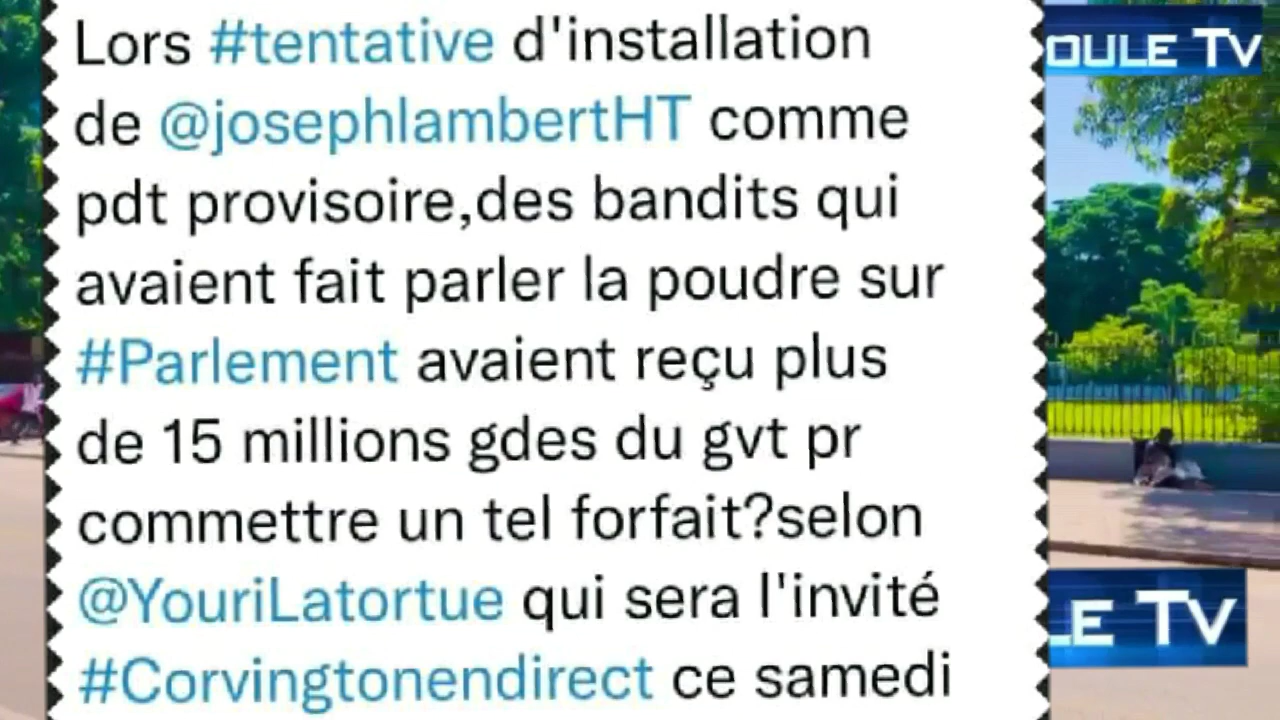 Lors #tentative d'installation
de @josephlambertHT comme
pdt provisoire,des bandits qui
avaient fait parler la poudre sur
#Parlement avaient reçu plus
de 15 millions gdes du gvt pr
commettre un tel forfait?selon
@YouriLatortue qui sera l'invité
#Corvingtonendirect ce samedi
OULE TV
LE TV